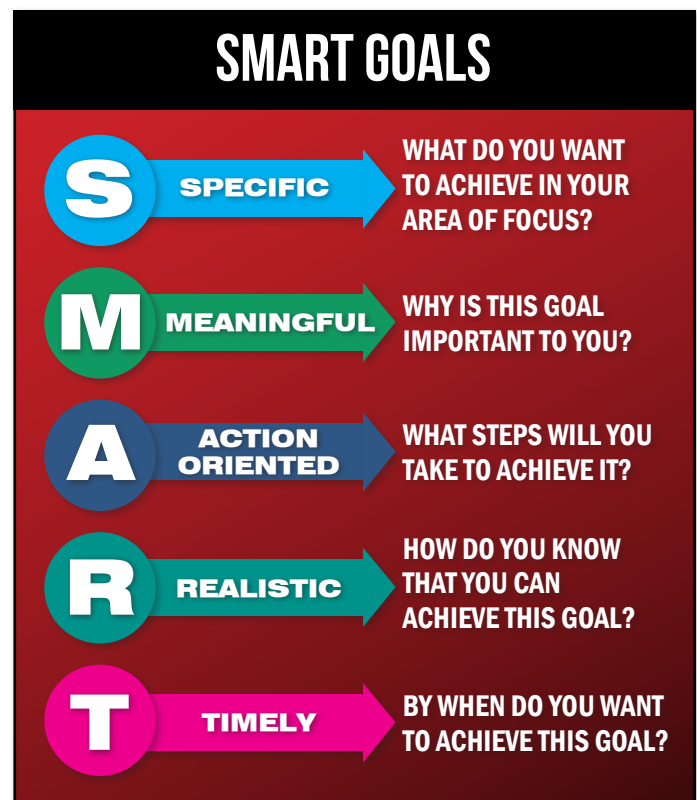 SMART GOALS
S
SPECIFIC
WHAT DO YOU WANT
TO ACHIEVE IN YOUR
AREA OF FOCUS?
M
MEANINGFUL
WHY IS THIS GOAL
IMPORTANT TO YOU?
A
ACTION
ORIENTED
WHAT STEPS WILL YOU
TAKE TO ACHIEVE IT?
R
REALISTIC
HOW DO YOU KNOW
THAT YOU CAN
ACHIEVE THIS GOAL?
T
TIMELY
BY WHEN DO YOU WANT
TO ACHIEVE THIS GOAL?